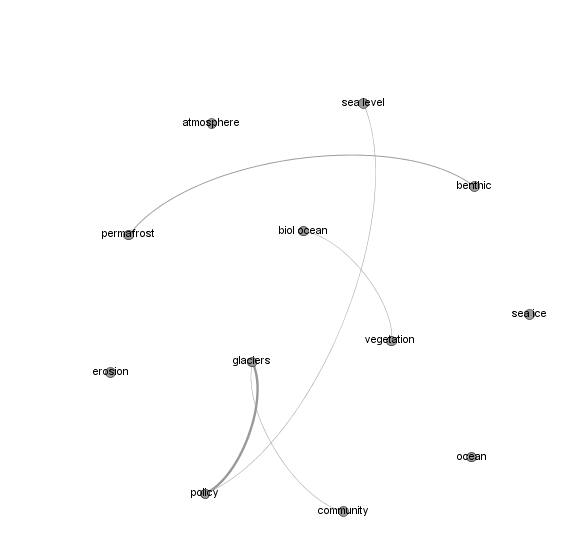 sea level
atmosphere
benthic
permafrost
biol ocean
sea ice
vegetation
glaciers
erosion
ocean
policy
community